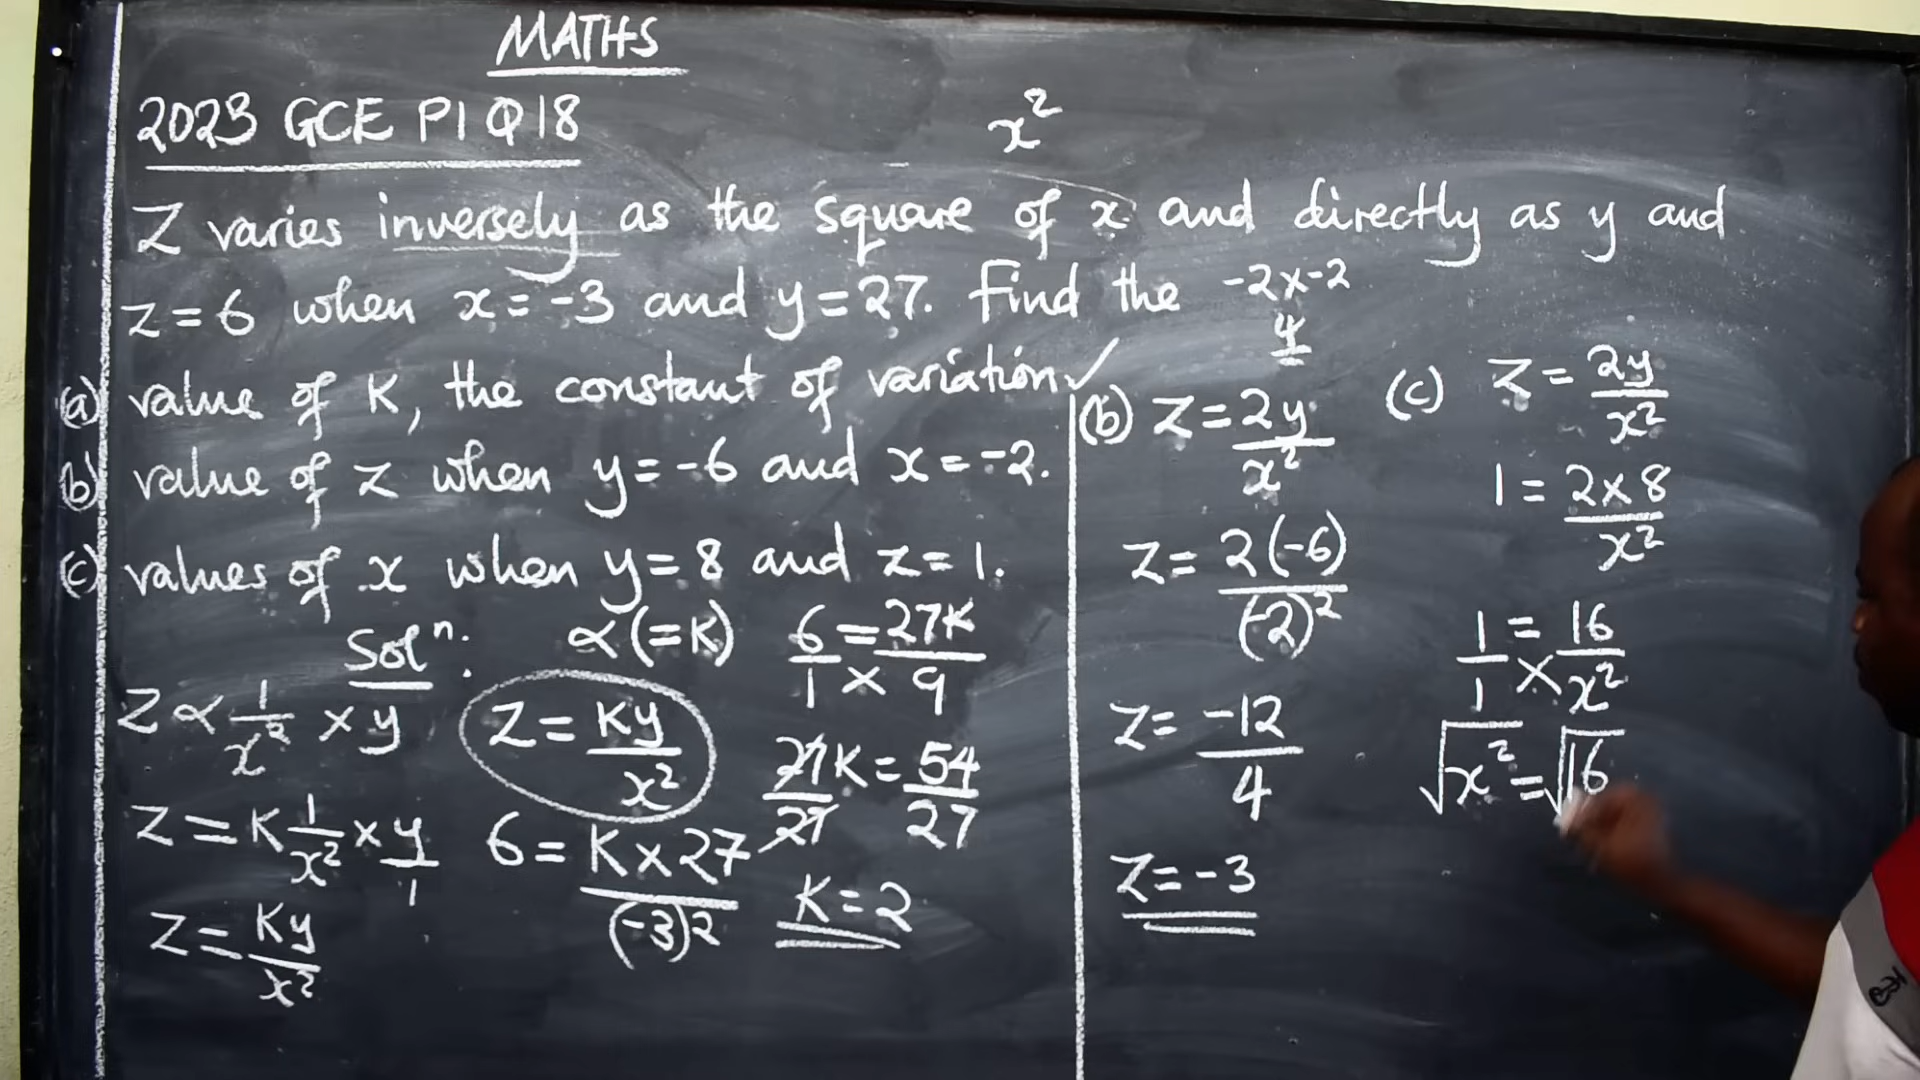 MATHS
2023 GCE P1 Q18
x²
Z varies inversely as the square of x and directly as y and
z = 6 when x = -3 and y = 27. Find the
(a) value of K, the constant of variation ✓
(b) value of z when y = -6 and x = -2.
(c) values of x when y = 8 and z = 1.
Solⁿ:
Z ∝ 1/x² × y
Z = K 1/x² × y/1
Z = Ky/x²
∝ (= K)
Z = Ky/x²
6 = K × 27/(-3)²
6/1 × = 27K/9
27K/27 = 54/27
K = 2
-2 × -2
4
(b) Z = 2y/x²
Z = 2(-6)/(-2)²
Z = -12/4
Z = -3
(c) Z = 2y/x²
1 = 2 × 8/x²
1/1 × = 16/x²
√x² = √16